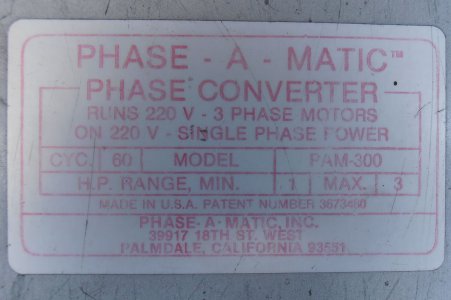 PHASE - A - MATIC™
PHASE CONVERTER
RUNS 220 V - 3 PHASE MOTORS
ON 220 V - SINGLE PHASE POWER
CYC. 60 MODEL PAM-300
H.P. RANGE, MIN. 1 MAX. 3
MADE IN U.S.A. PATENT NUMBER
PHASE-A-MATIC, INC.
39917 18TH ST. WEST
PALMDALE, CALIFORNIA 93551